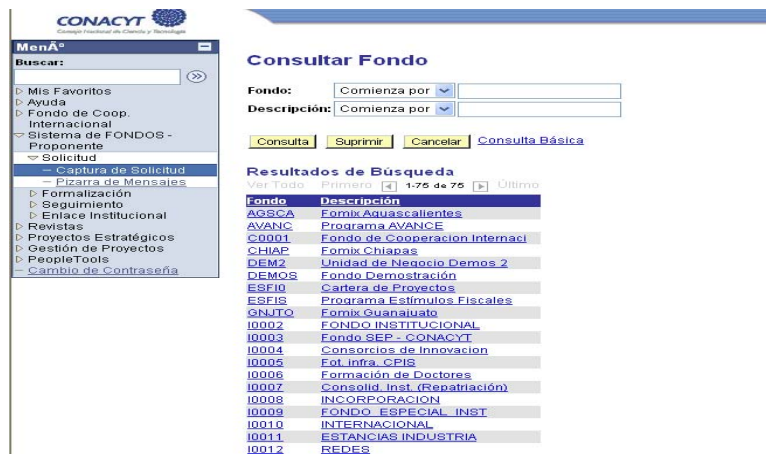 CONACYT
Consejo Nacional de Ciencia y Tecnología
MenÃº
Buscar:
Mis Favoritos
Ayuda
Fondo de Coop.
Internacional
Sistema de FONDOS -
Proponente
Solicitud
– Captura de Solicitud
– Pizarra de Mensajes
Formalización
Seguimiento
Enlace Institucional
Revistas
Proyectos Estratégicos
Gestión de Proyectos
PeopleTools
– Cambio de Contraseña
Consultar Fondo
Fondo: Comienza por
Descripción: Comienza por
Consulta Suprimir Cancelar Consulta Básica
Resultados de Búsqueda
Ver Todo Primero 1-75 de 75 Último
Fondo Descripción
AGSCA Fomix Aguascalientes
AVANC Programa AVANCE
C0001 Fondo de Cooperacion Internaci
CHIAP Fomix Chiapas
DEM2 Unidad de Negocio Demos 2
DEMOS Fondo Demostración
ESFI0 Cartera de Proyectos
ESFIS Programa Estímulos Fiscales
GNJTO Fomix Guanajuato
I0002 FONDO INSTITUCIONAL
I0003 Fondo SEP - CONACYT
I0004 Consorcios de Innovacion
I0005 Fot. infra. CPIS
I0006 Formación de Doctores
I0007 Consolid. Inst. (Repatriación)
I0008 INCORPORACION
I0009 FONDO ESPECIAL INST
I0010 INTERNACIONAL
I0011 ESTANCIAS INDUSTRIA
I0012 REDES